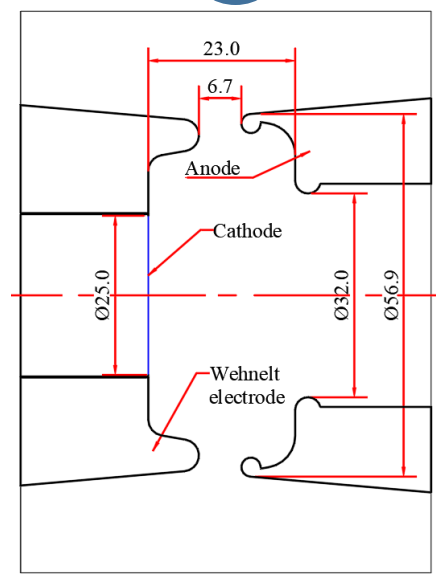 23.0
6.7
Anode
Cathode
Ø25.0
Ø32.0
Ø56.9
Wehnelt
electrode